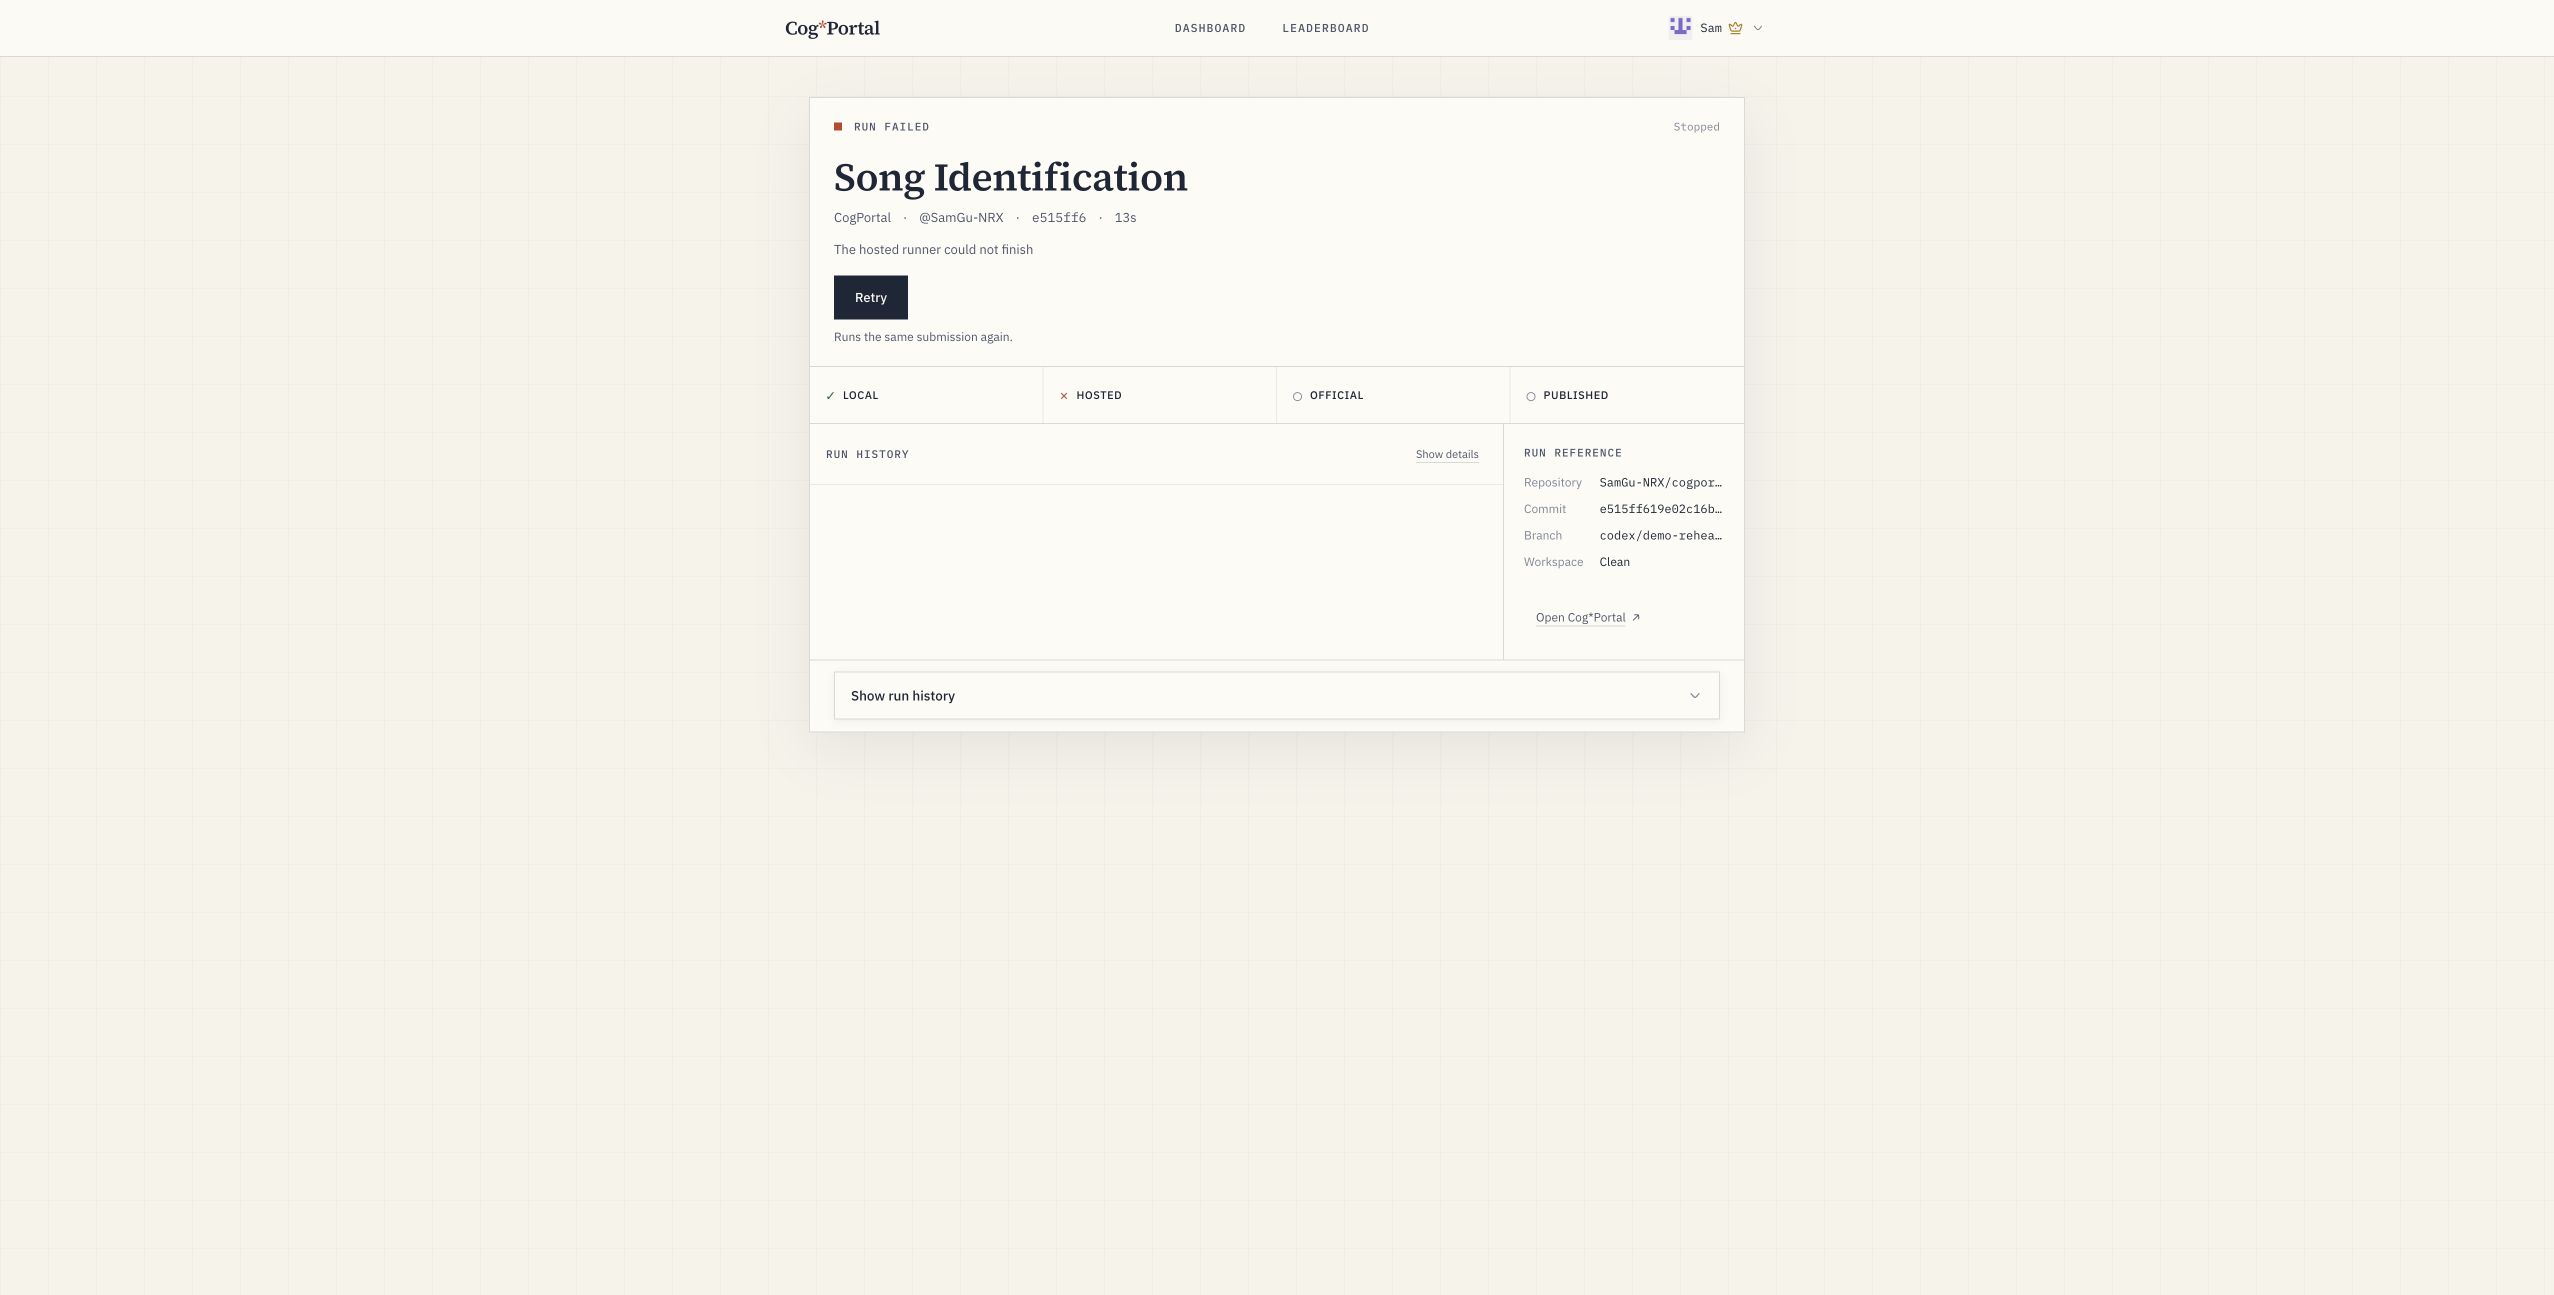 Cog*Portal
DASHBOARD
LEADERBOARD
Sam
RUN FAILED
Stopped
Song Identification
CogPortal · @SamGu-NRX · e515ff6 · 13s
The hosted runner could not finish
Retry
Runs the same submission again.
✓ LOCAL
× HOSTED
○ OFFICIAL
○ PUBLISHED
RUN HISTORY
Show details
RUN REFERENCE
Repository SamGu-NRX/cogpor…
Commit e515ff619e02c16b…
Branch codex/demo-rehea…
Workspace Clean
Open Cog*Portal ↗
Show run history